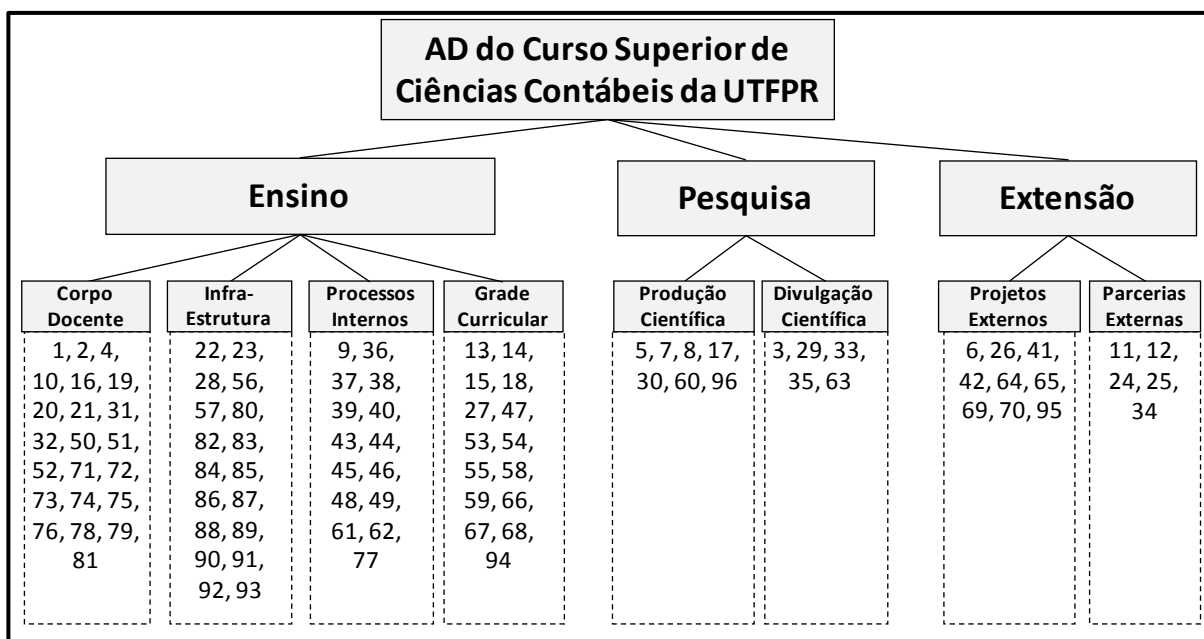 AD do Curso Superior de
Ciências Contábeis da UTFPR
Ensino
Pesquisa
Extensão
Corpo
Docente
Infra-
Estrutura
Processos
Internos
Grade
Curricular
Produção
Científica
Divulgação
Científica
Projetos
Externos
Parcerias
Externas
1, 2, 4,
10, 16, 19,
20, 21, 31,
32, 50, 51,
52, 71, 72,
73, 74, 75,
76, 78, 79,
81
22, 23,
28, 56,
57, 80,
82, 83,
84, 85,
86, 87,
88, 89,
90, 91,
92, 93
9, 36,
37, 38,
39, 40,
43, 44,
45, 46,
48, 49,
61, 62,
77
13, 14,
15, 18,
27, 47,
53, 54,
55, 58,
59, 66,
67, 68,
94
5, 7, 8, 17,
30, 60, 96
3, 29, 33,
35, 63
6, 26, 41,
42, 64, 65,
69, 70, 95
11, 12,
24, 25,
34